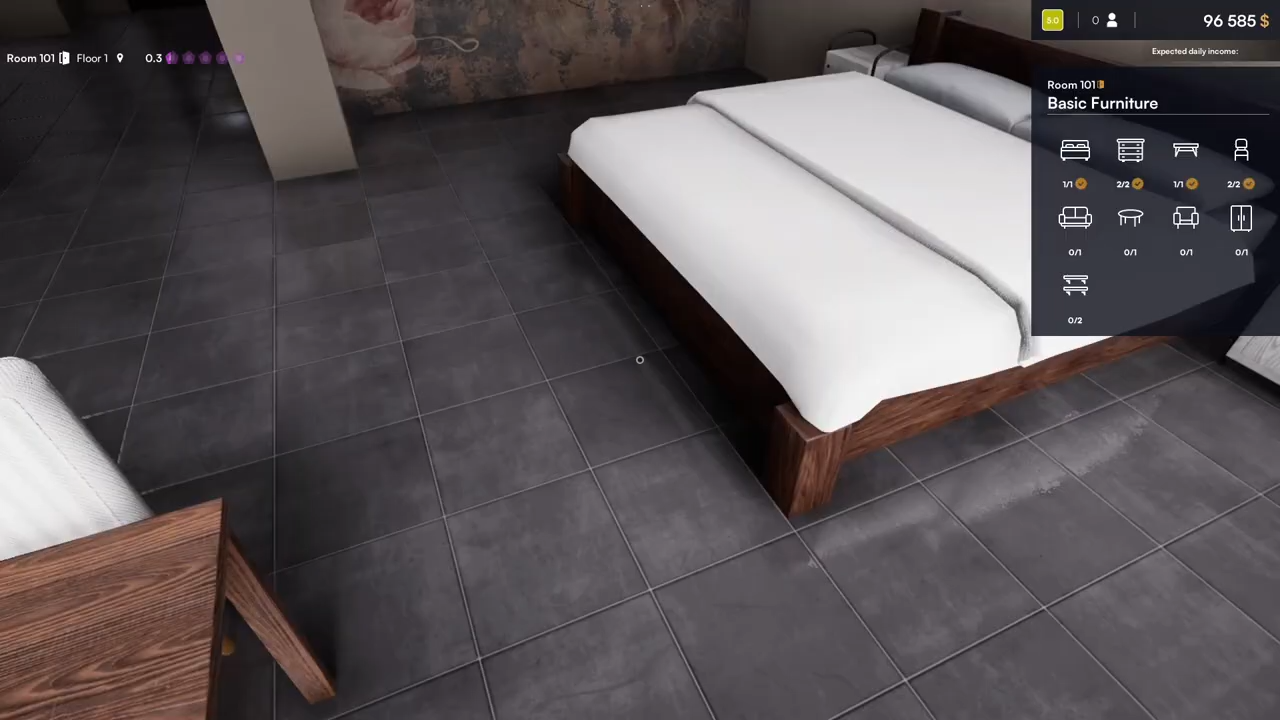 5.0 0 96 585 $
Expected daily income:
Room 101 Floor 1 0.3
Room 101
Basic Furniture
1/1 2/2 1/1 2/2
0/1 0/1 0/1 0/1
0/2